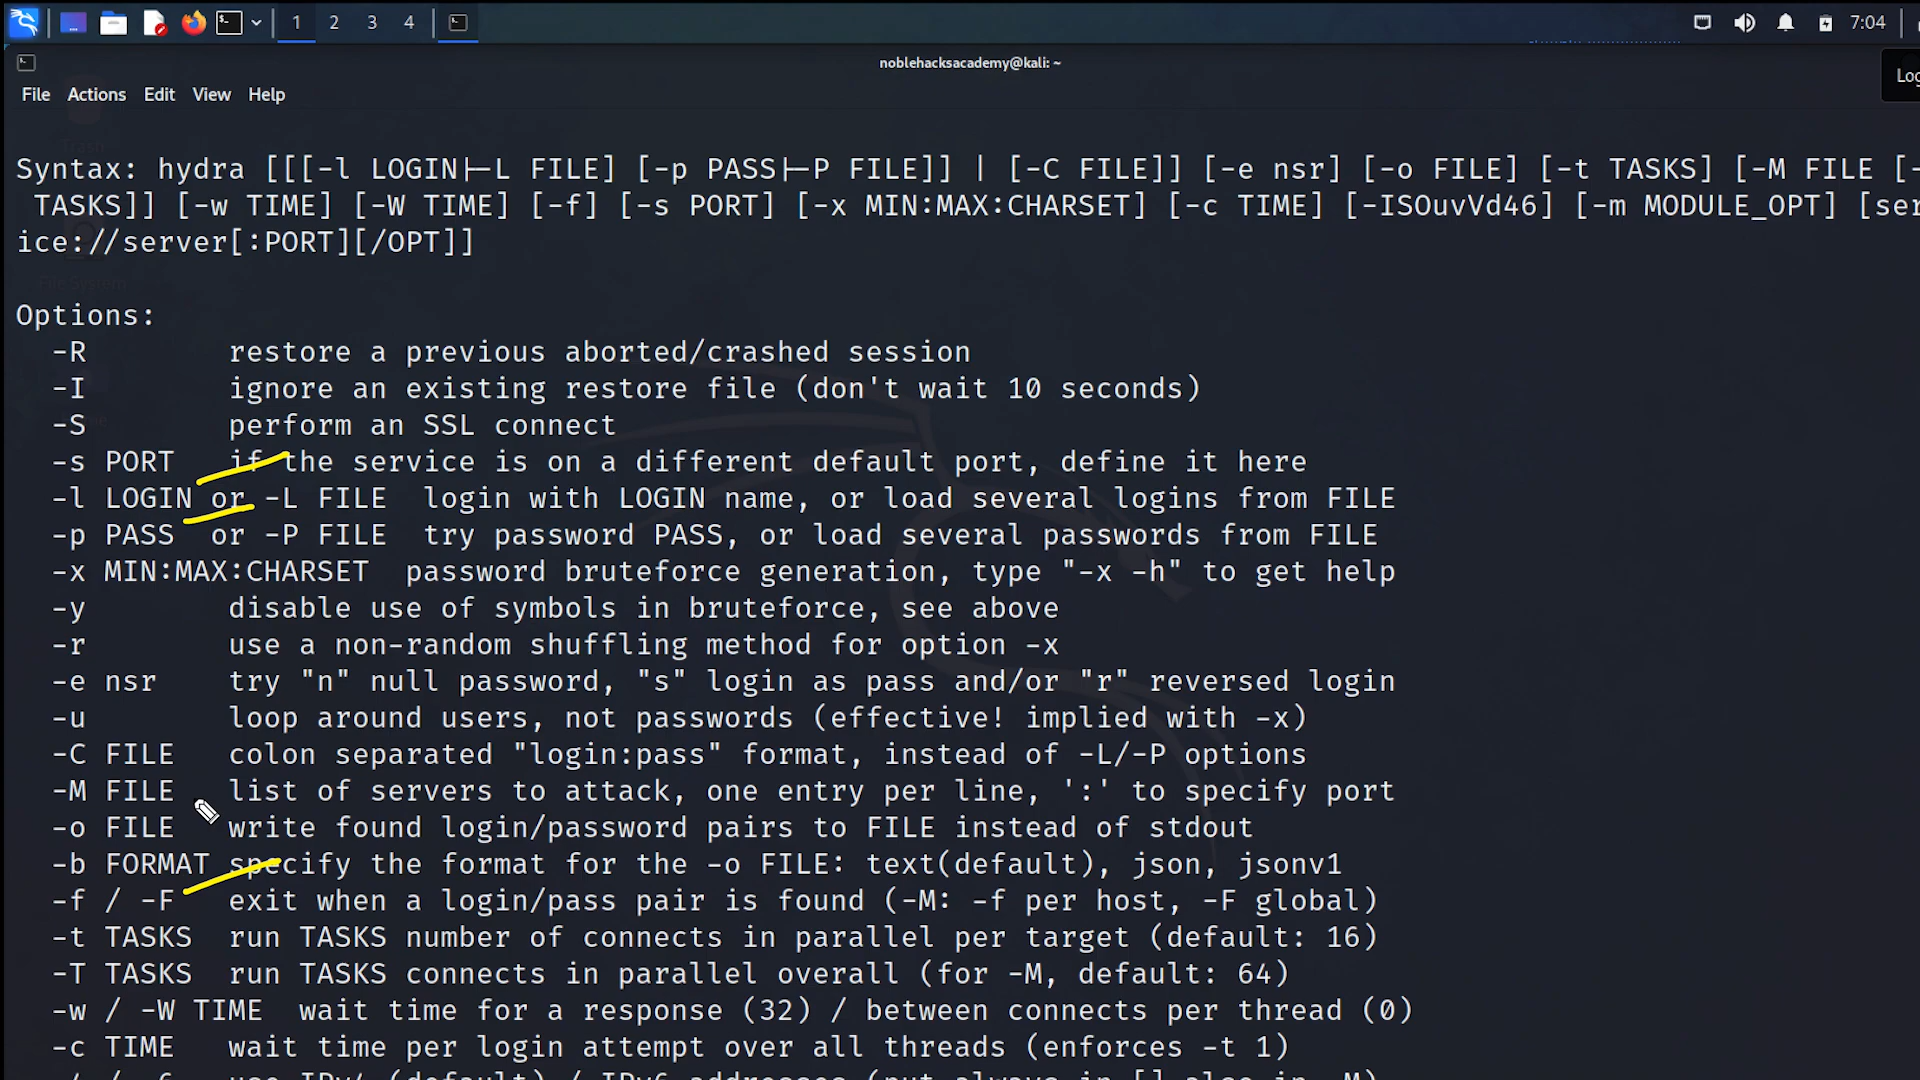 1 2 3 4 7:04
noblehacksacademy@kali: ~
File Actions Edit View Help
Syntax: hydra [[[-l LOGIN|-L FILE] [-p PASS|-P FILE]] | [-C FILE]] [-e nsr] [-o FILE] [-t TASKS] [-M FILE [-
TASKS]] [-w TIME] [-W TIME] [-f] [-s PORT] [-x MIN:MAX:CHARSET] [-c TIME] [-ISOuvVd46] [-m MODULE_OPT] [ser
ice://server[:PORT][/OPT]]
File System
Options:
-R restore a previous aborted/crashed session
-I ignore an existing restore file (don't wait 10 seconds)
-S perform an SSL connect
-s PORT if the service is on a different default port, define it here
-l LOGIN or -L FILE login with LOGIN name, or load several logins from FILE
-p PASS or -P FILE try password PASS, or load several passwords from FILE
-x MIN:MAX:CHARSET password bruteforce generation, type "-x -h" to get help
-y disable use of symbols in bruteforce, see above
-r use a non-random shuffling method for option -x
-e nsr try "n" null password, "s" login as pass and/or "r" reversed login
-u loop around users, not passwords (effective! implied with -x)
-C FILE colon separated "login:pass" format, instead of -L/-P options
-M FILE list of servers to attack, one entry per line, ':' to specify port
-o FILE write found login/password pairs to FILE instead of stdout
-b FORMAT specify the format for the -o FILE: text(default), json, jsonv1
-f / -F exit when a login/pass pair is found (-M: -f per host, -F global)
-t TASKS run TASKS number of connects in parallel per target (default: 16)
-T TASKS run TASKS connects in parallel overall (for -M, default: 64)
-w / -W TIME wait time for a response (32) / between connects per thread (0)
-c TIME wait time per login attempt over all threads (enforces -t 1)